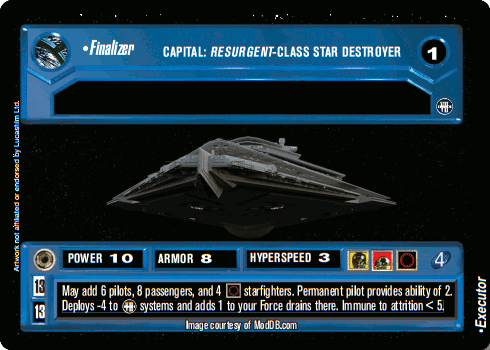 •Finalizer
CAPITAL: RESURGENT-CLASS STAR DESTROYER
1
Artwork not affiliated or endorsed by Lucasfilm Ltd.
POWER 10
ARMOR 8
HYPERSPEED 3
4
13
13
May add 6 pilots, 8 passengers, and 4 starfighters. Permanent pilot provides ability of 2.
Deploys -4 to systems and adds 1 to your Force drains there. Immune to attrition < 5.
Image courtesy of ModDB.com
•Executor